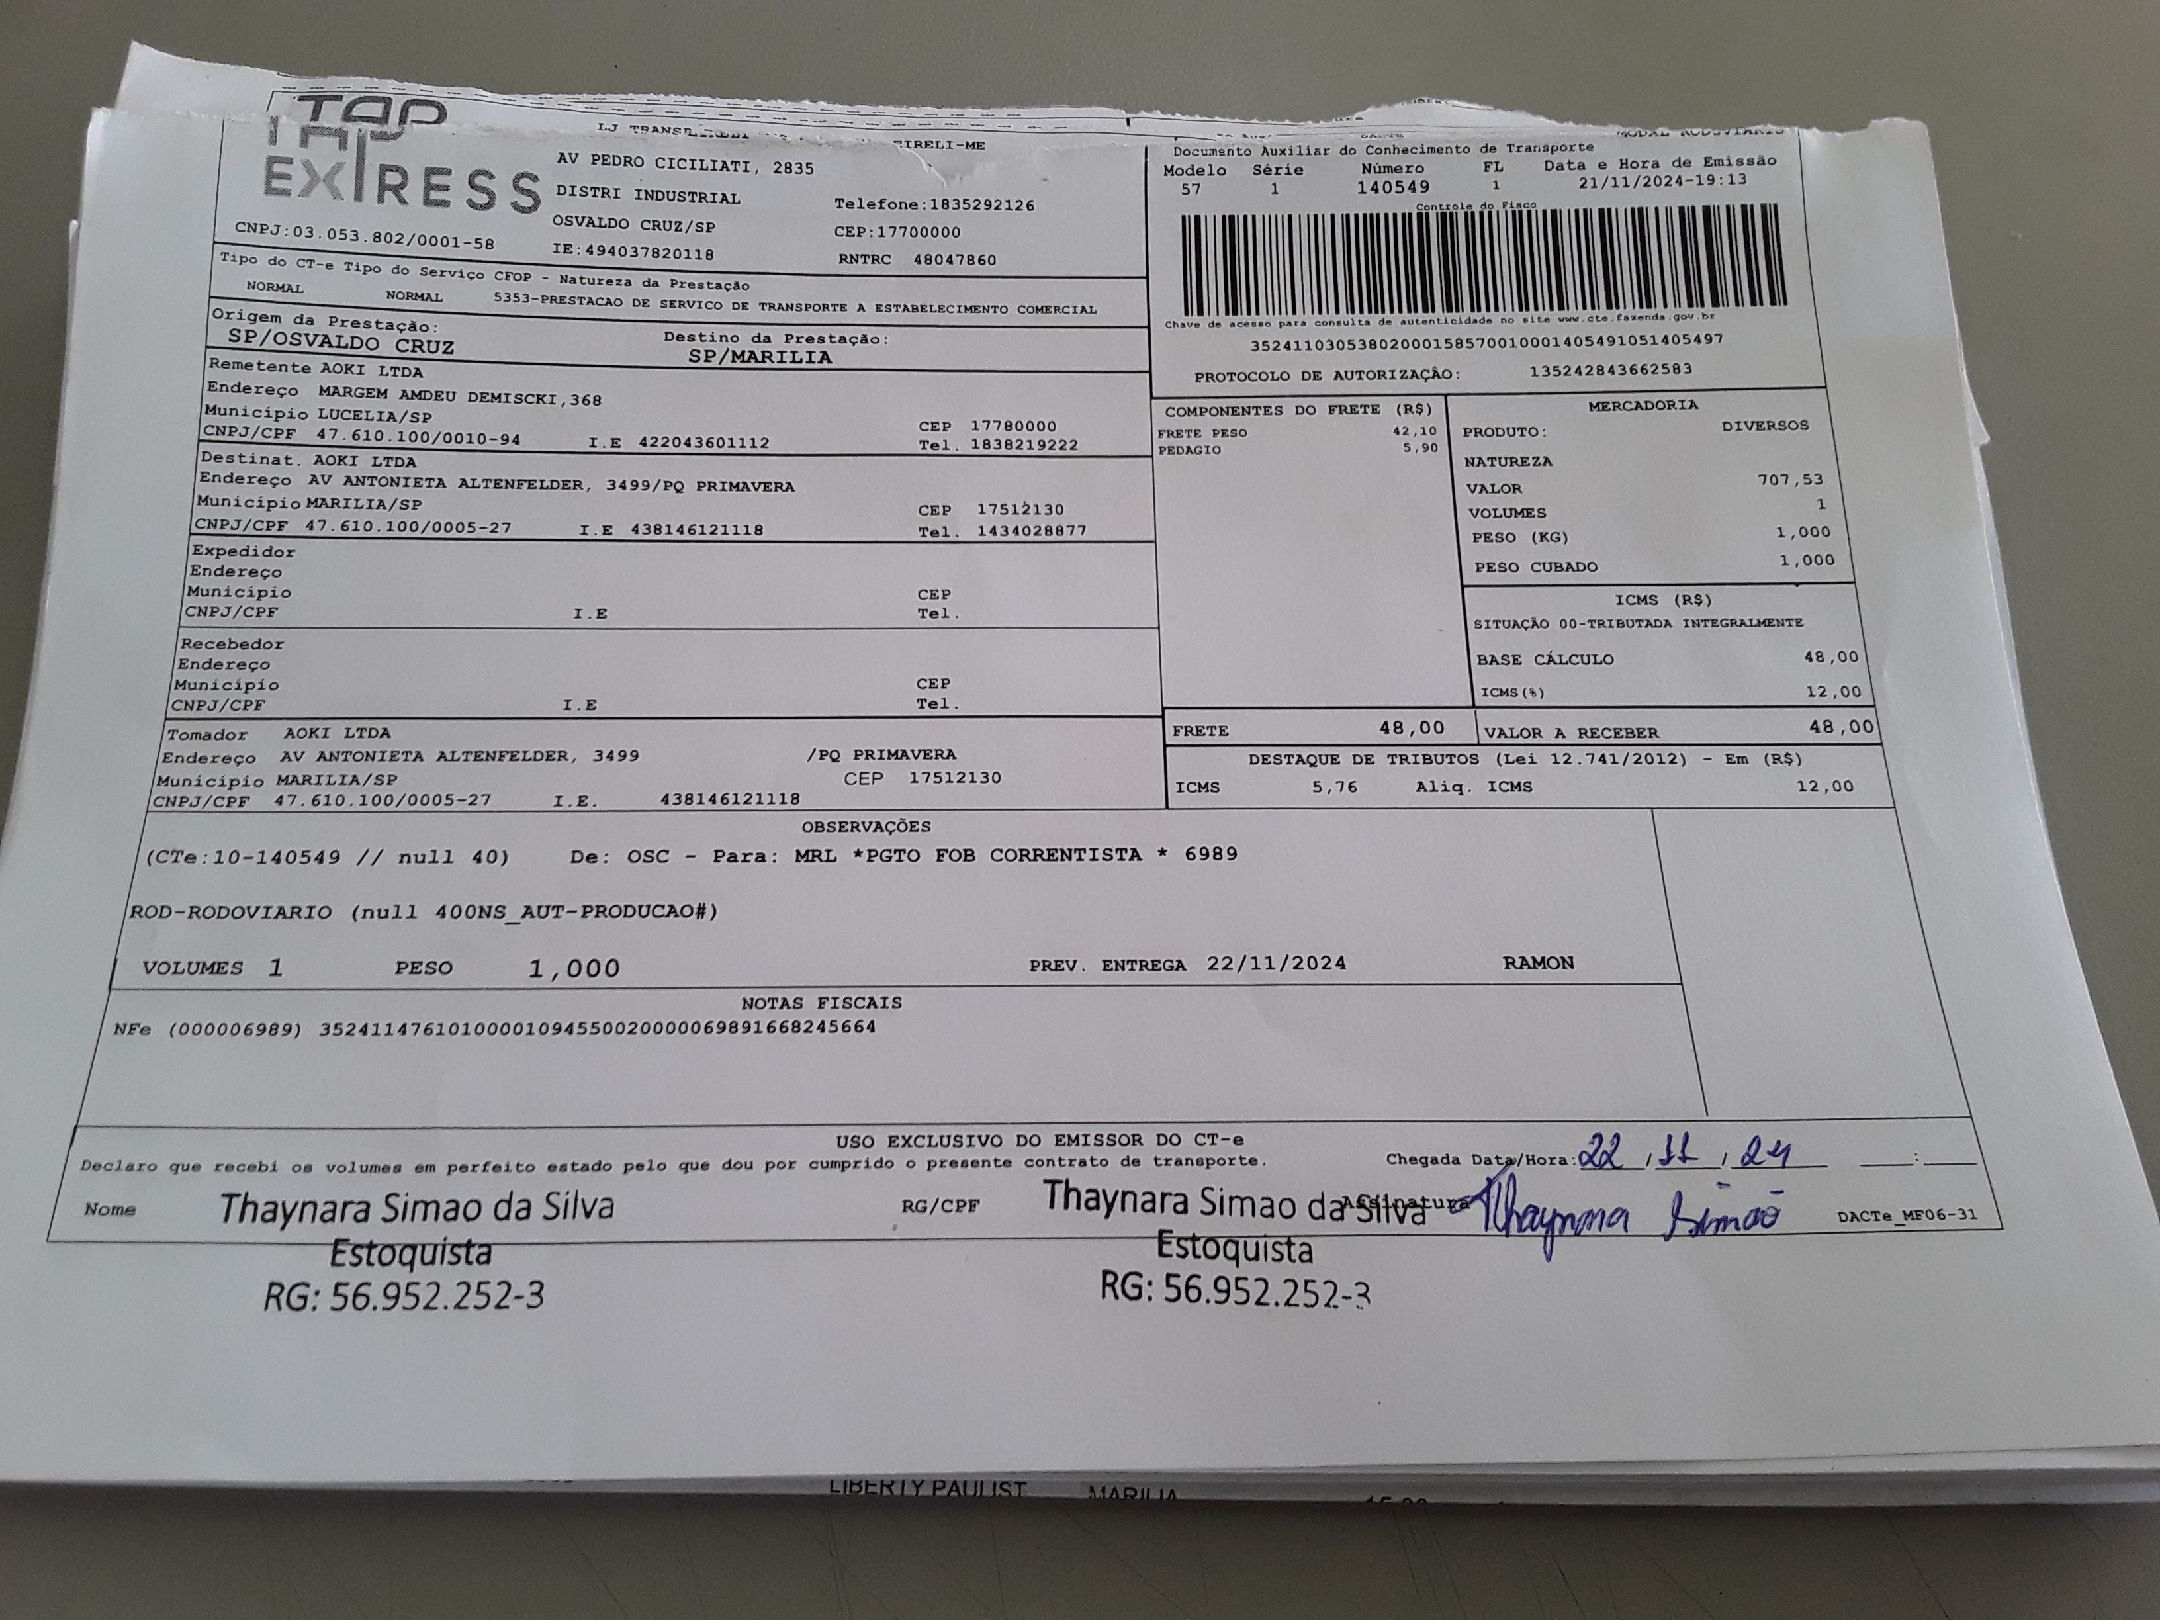 TAP
EXPRESS
EIRELI-ME
AV PEDRO CICILIATI, 2835
DISTRI INDUSTRIAL
Telefone:1835292126
OSVALDO CRUZ/SP
CEP:17700000
CNPJ:03.053.802/0001-58
IE:494037820118
RNTRC 48047860
Documento Auxiliar do Conhecimento de Transporte
Modelo Série Número FL Data e Hora de Emissão
57 1 140549 1 21/11/2024-19:13
Controle do Fisco
Chave de acesso para consulta de autenticidade no site www.cte.fazenda.gov.br
35241103053802000158570010001405491051405497
PROTOCOLO DE AUTORIZAÇÃO: 135242843662583
Tipo do CT-e Tipo do Serviço CFOP - Natureza da Prestação
NORMAL NORMAL 5353-PRESTACAO DE SERVICO DE TRANSPORTE A ESTABELECIMENTO COMERCIAL
Origem da Prestação: Destino da Prestação:
SP/OSVALDO CRUZ SP/MARILIA
Remetente AOKI LTDA
Endereço MARGEM AMDEU DEMISCKI,368
Município LUCELIA/SP CEP 17780000
CNPJ/CPF 47.610.100/0010-94 I.E 422043601112 Tel. 1838219222
Destinat. AOKI LTDA
Endereço AV ANTONIETA ALTENFELDER, 3499/PQ PRIMAVERA
Município MARILIA/SP CEP 17512130
CNPJ/CPF 47.610.100/0005-27 I.E 438146121118 Tel. 1434028877
Expedidor
Endereço
Município CEP
CNPJ/CPF I.E Tel.
Recebedor
Endereço
Município CEP
CNPJ/CPF I.E Tel.
Tomador AOKI LTDA
Endereço AV ANTONIETA ALTENFELDER, 3499 /PQ PRIMAVERA
Município MARILIA/SP CEP 17512130
CNPJ/CPF 47.610.100/0005-27 I.E. 438146121118
COMPONENTES DO FRETE (R$)
FRETE PESO 42,10
PEDAGIO 5,90
MERCADORIA
PRODUTO: DIVERSOS
NATUREZA
VALOR 707,53
VOLUMES 1
PESO (KG) 1,000
PESO CUBADO 1,000
ICMS (R$)
SITUAÇÃO 00-TRIBUTADA INTEGRALMENTE
BASE CÁLCULO 48,00
ICMS(%) 12,00
FRETE 48,00 VALOR A RECEBER 48,00
DESTAQUE DE TRIBUTOS (Lei 12.741/2012) - Em (R$)
ICMS 5,76 Aliq. ICMS 12,00
OBSERVAÇÕES
(CTe:10-140549 // null 40) De: OSC - Para: MRL *PGTO FOB CORRENTISTA * 6989
ROD-RODOVIARIO (null 400NS_AUT-PRODUCAO#)
VOLUMES 1 PESO 1,000 PREV. ENTREGA 22/11/2024 RAMON
NOTAS FISCAIS
NFe (000006989) 35241147610100001094550020000069891668245664
USO EXCLUSIVO DO EMISSOR DO CT-e
Declaro que recebi os volumes em perfeito estado pelo que dou por cumprido o presente contrato de transporte. Chegada Data/Hora: 22 / 11 / 24 __:__
Nome Thaynara Simao da Silva RG/CPF Thaynara Simao da Silva Assinatura Thaynara Simão DACTe_MF06-31
Estoquista Estoquista
RG: 56.952.252-3 RG: 56.952.252-3
LIBERTY PAULIST MARILIA